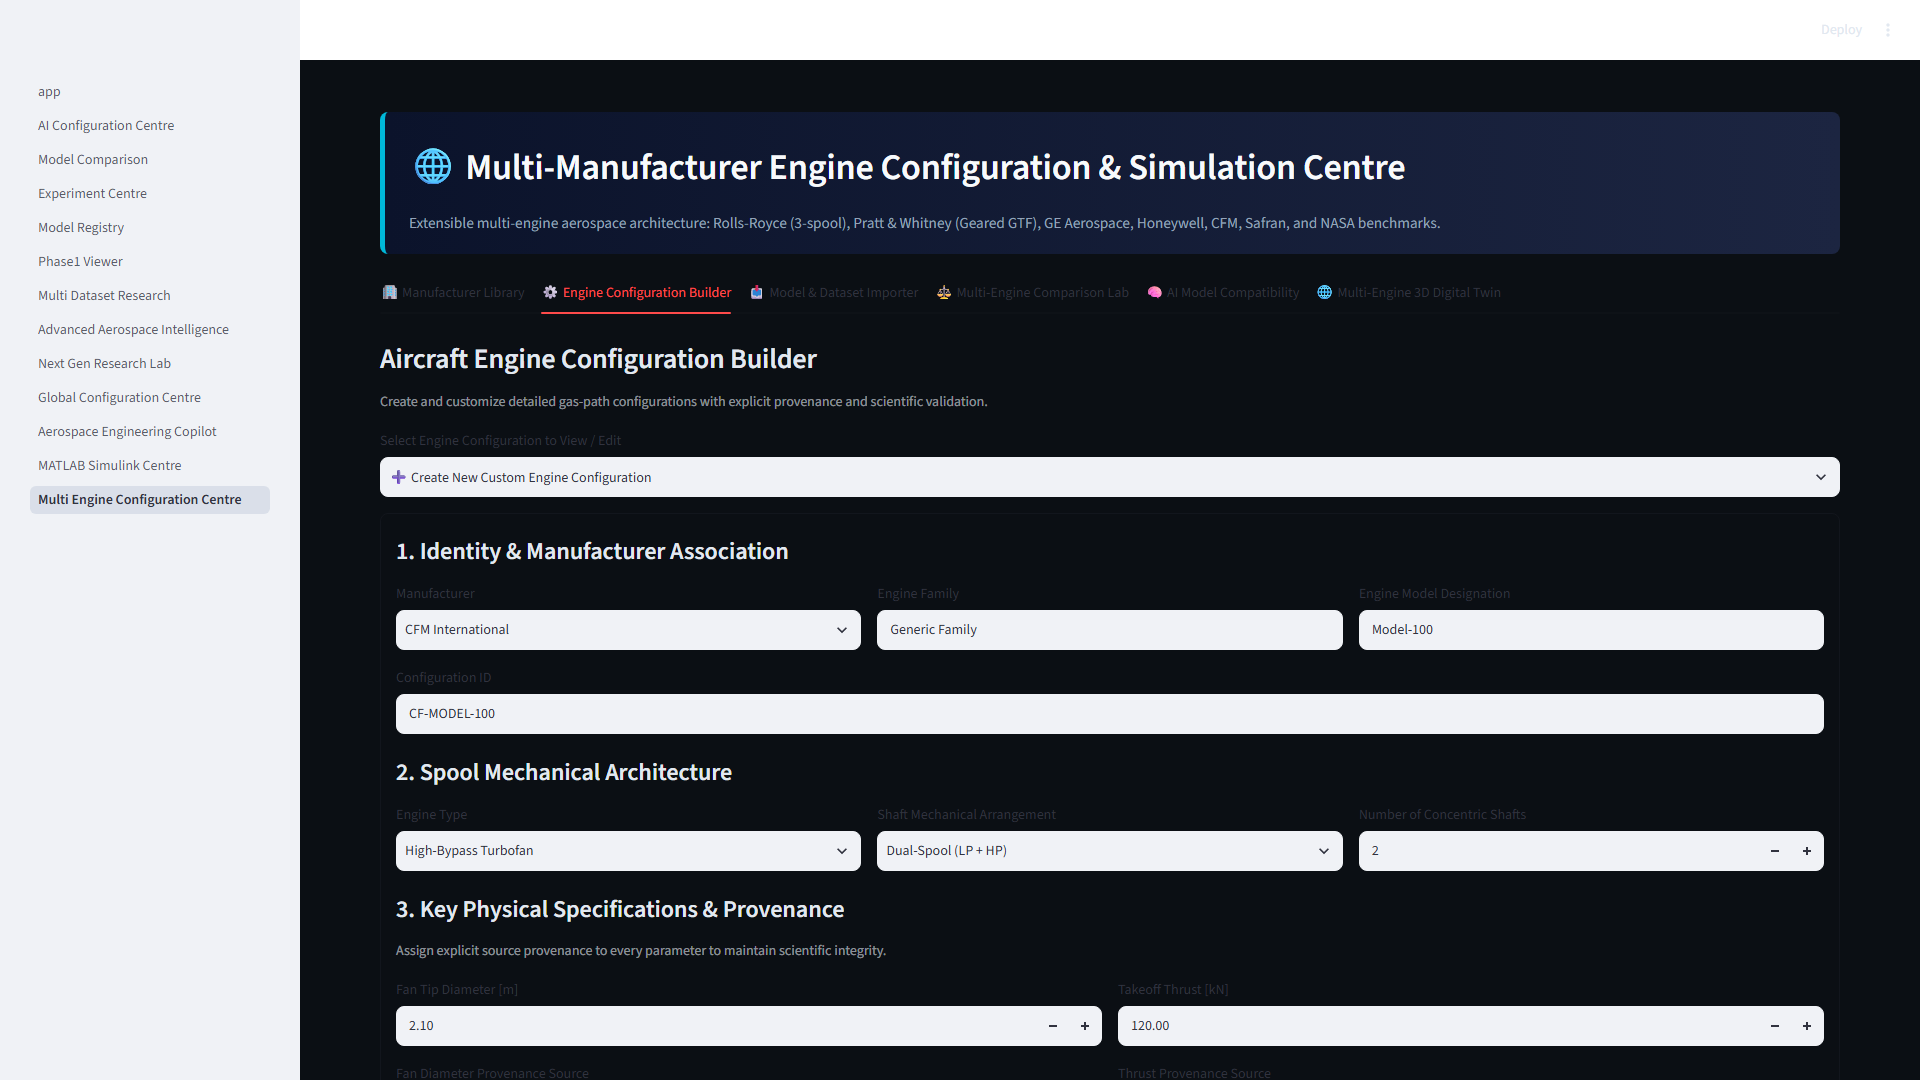 Deploy
app
AI Configuration Centre
Model Comparison
Experiment Centre
Model Registry
Phase1 Viewer
Multi Dataset Research
Advanced Aerospace Intelligence
Next Gen Research Lab
Global Configuration Centre
Aerospace Engineering Copilot
MATLAB Simulink Centre
Multi Engine Configuration Centre
Multi-Manufacturer Engine Configuration & Simulation Centre
Extensible multi-engine aerospace architecture: Rolls-Royce (3-spool), Pratt & Whitney (Geared GTF), GE Aerospace, Honeywell, CFM, Safran, and NASA benchmarks.
Manufacturer Library Engine Configuration Builder Model & Dataset Importer Multi-Engine Comparison Lab AI Model Compatibility Multi-Engine 3D Digital Twin
Aircraft Engine Configuration Builder
Create and customize detailed gas-path configurations with explicit provenance and scientific validation.
Select Engine Configuration to View / Edit
Create New Custom Engine Configuration
1. Identity & Manufacturer Association
Manufacturer Engine Family Engine Model Designation
CFM International Generic Family Model-100
Configuration ID
CF-MODEL-100
2. Spool Mechanical Architecture
Engine Type Shaft Mechanical Arrangement Number of Concentric Shafts
High-Bypass Turbofan Dual-Spool (LP + HP) 2
3. Key Physical Specifications & Provenance
Assign explicit source provenance to every parameter to maintain scientific integrity.
Fan Tip Diameter [m] Takeoff Thrust [kN]
2.10 120.00
Fan Diameter Provenance Source Thrust Provenance Source